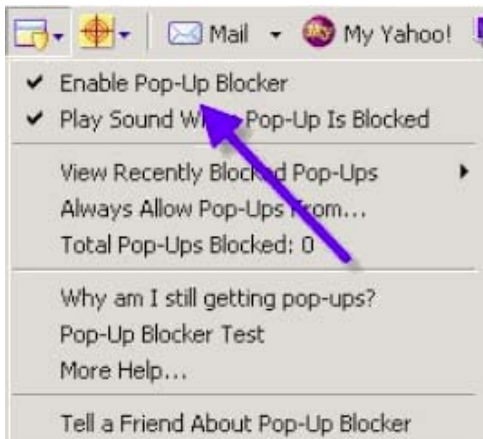 Mail My Yahoo!
Enable Pop-Up Blocker
Play Sound Pop-Up Is Blocked
View Recently Blocked Pop-Ups
Always Allow Pop-Ups From...
Total Pop-Ups Blocked: 0
Why am I still getting pop-ups?
Pop-Up Blocker Test
More Help...
Tell a Friend About Pop-Up Blocker